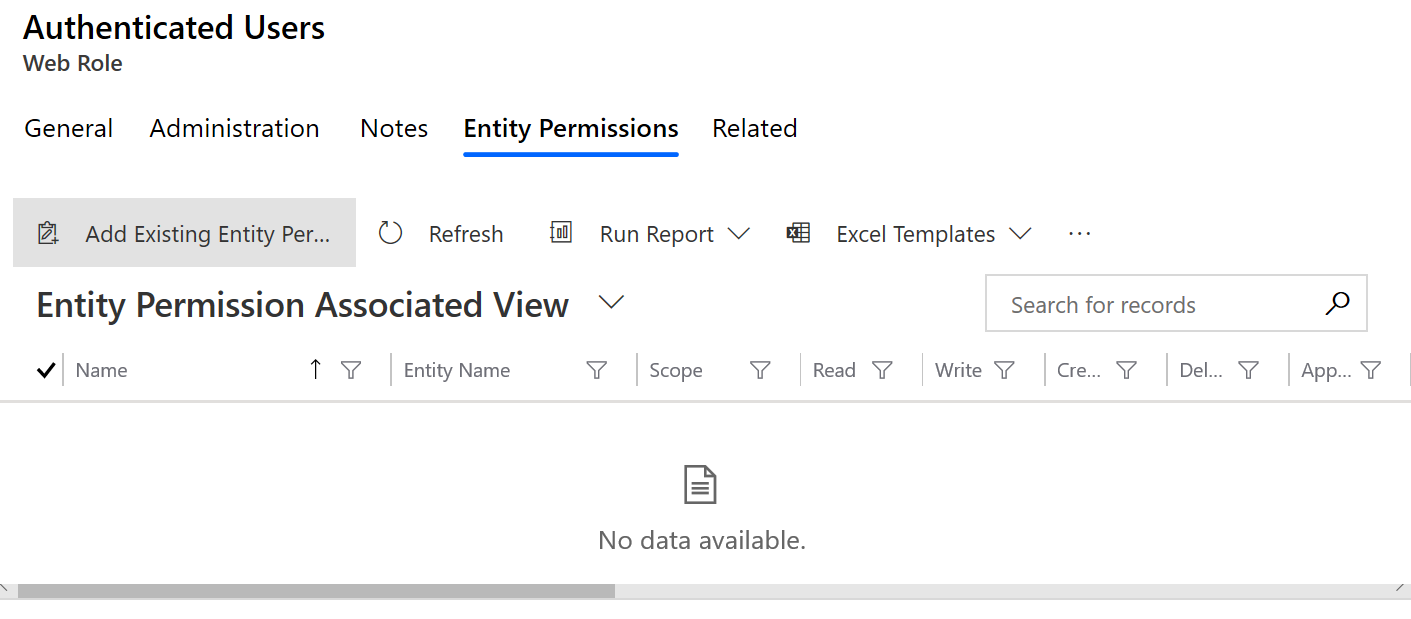 Authenticated Users
Web Role
General Administration Notes Entity Permissions Related
Add Existing Entity Per... Refresh Run Report Excel Templates ...
Entity Permission Associated View Search for records
Name Entity Name Scope Read Write Cre... Del... App...
No data available.